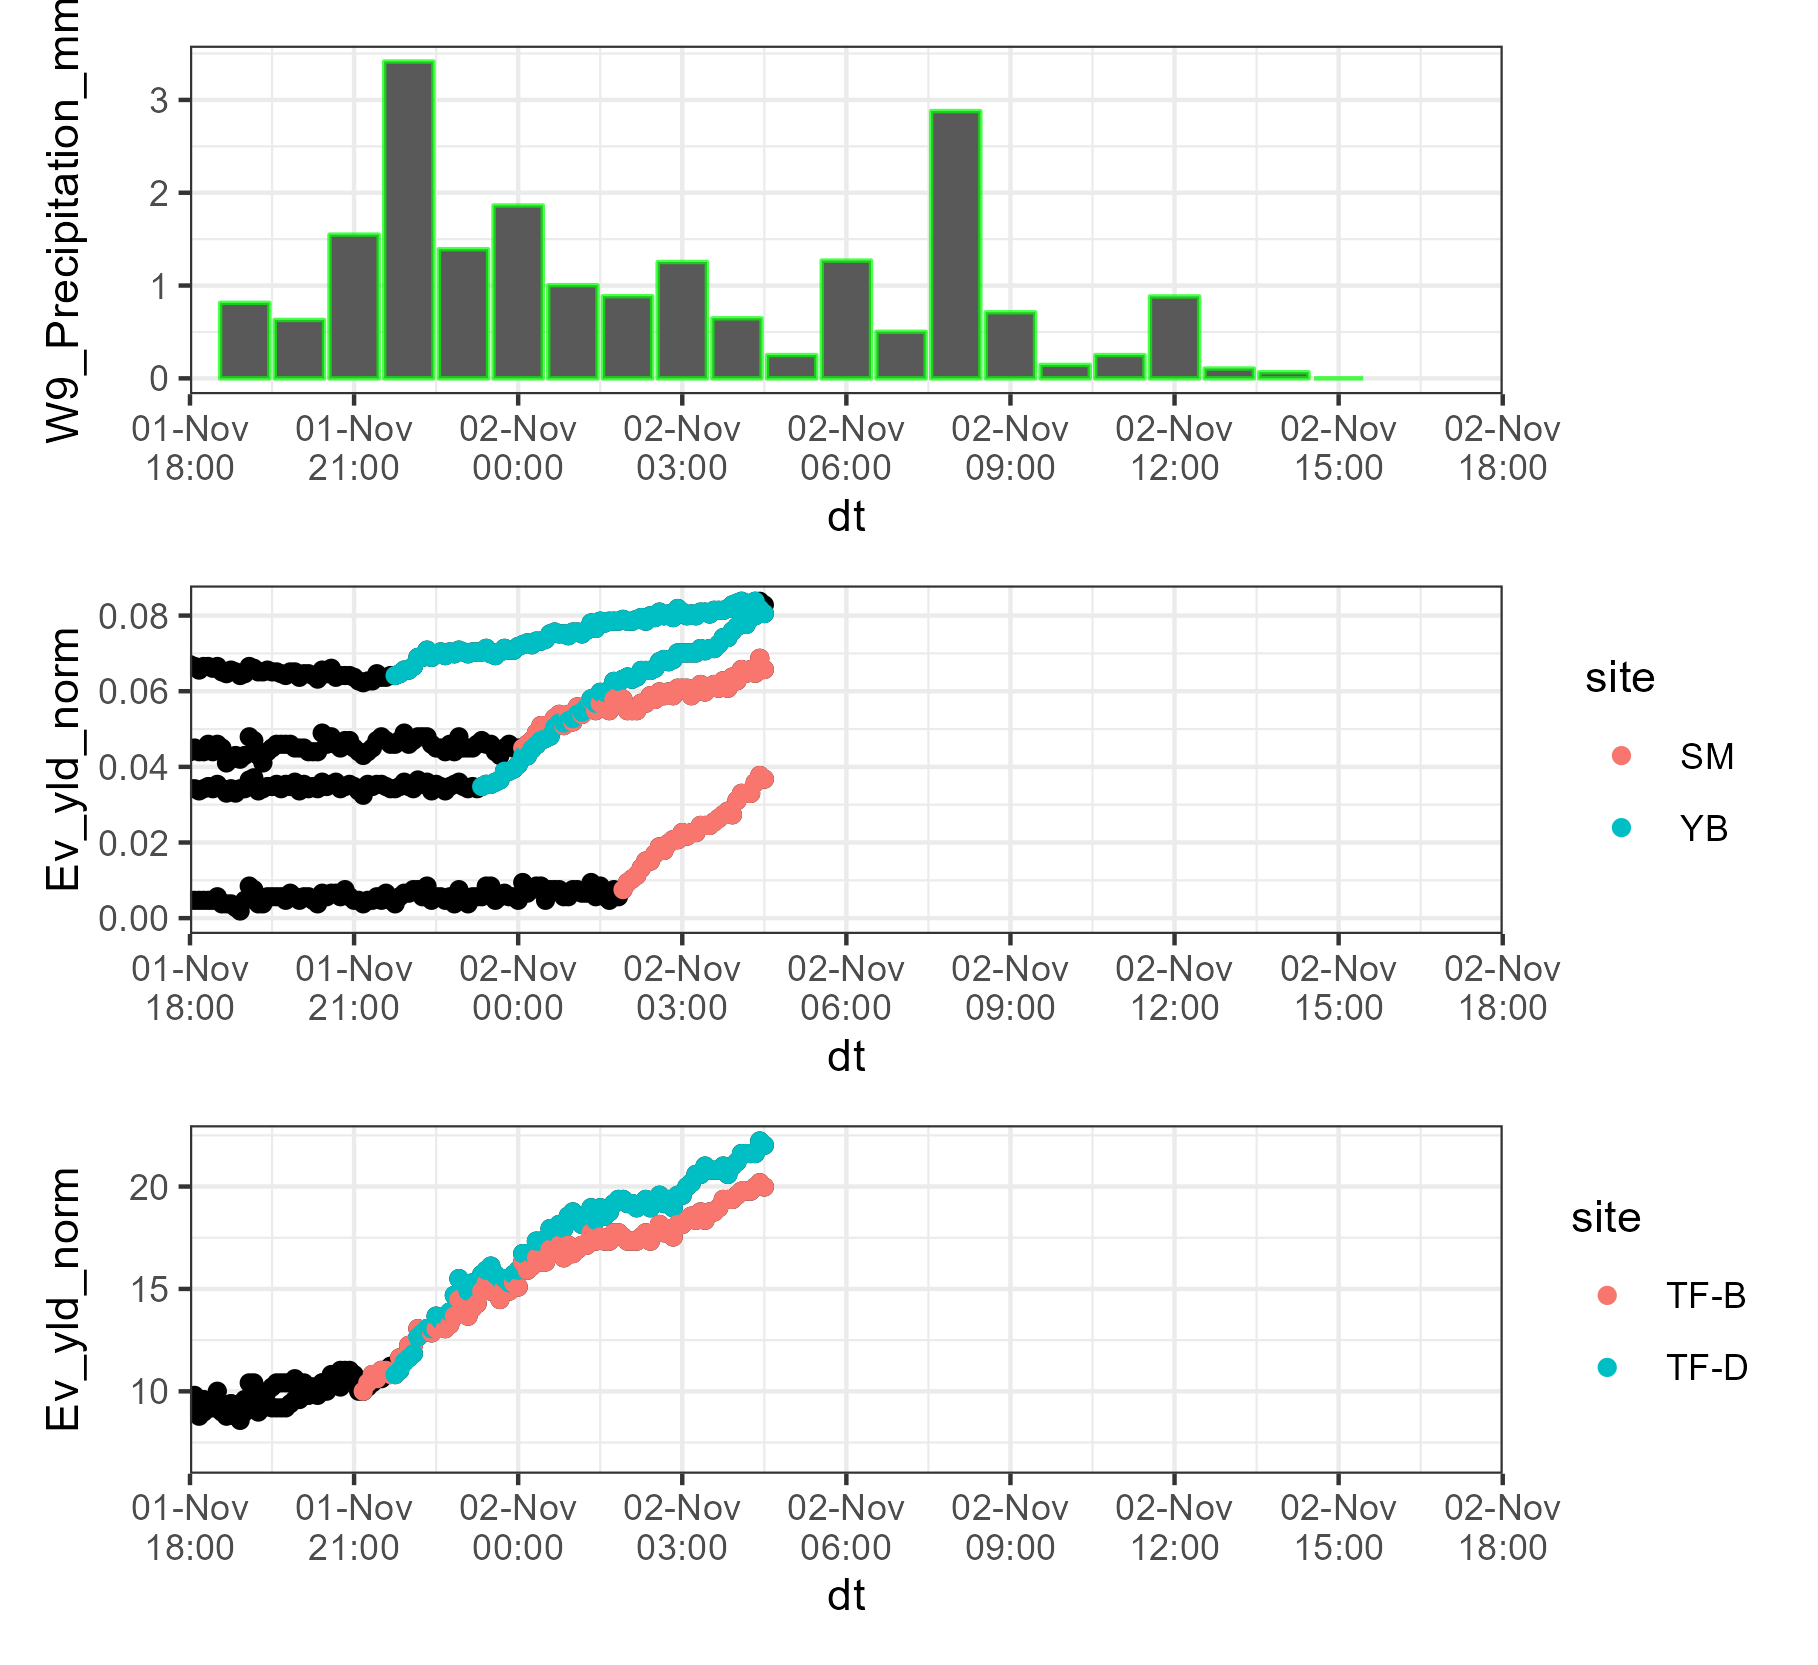 W9_Precipitation_mm
3
2
1
0
01-Nov 01-Nov 02-Nov 02-Nov 02-Nov 02-Nov 02-Nov 02-Nov 02-Nov
18:00 21:00 00:00 03:00 06:00 09:00 12:00 15:00 18:00
dt
Ev_yld_norm
0.08
0.06
0.04
0.02
0.00
01-Nov 01-Nov 02-Nov 02-Nov 02-Nov 02-Nov 02-Nov 02-Nov 02-Nov
18:00 21:00 00:00 03:00 06:00 09:00 12:00 15:00 18:00
dt
site
SM
YB
Ev_yld_norm
20
15
10
01-Nov 01-Nov 02-Nov 02-Nov 02-Nov 02-Nov 02-Nov 02-Nov 02-Nov
18:00 21:00 00:00 03:00 06:00 09:00 12:00 15:00 18:00
dt
site
TF-B
TF-D